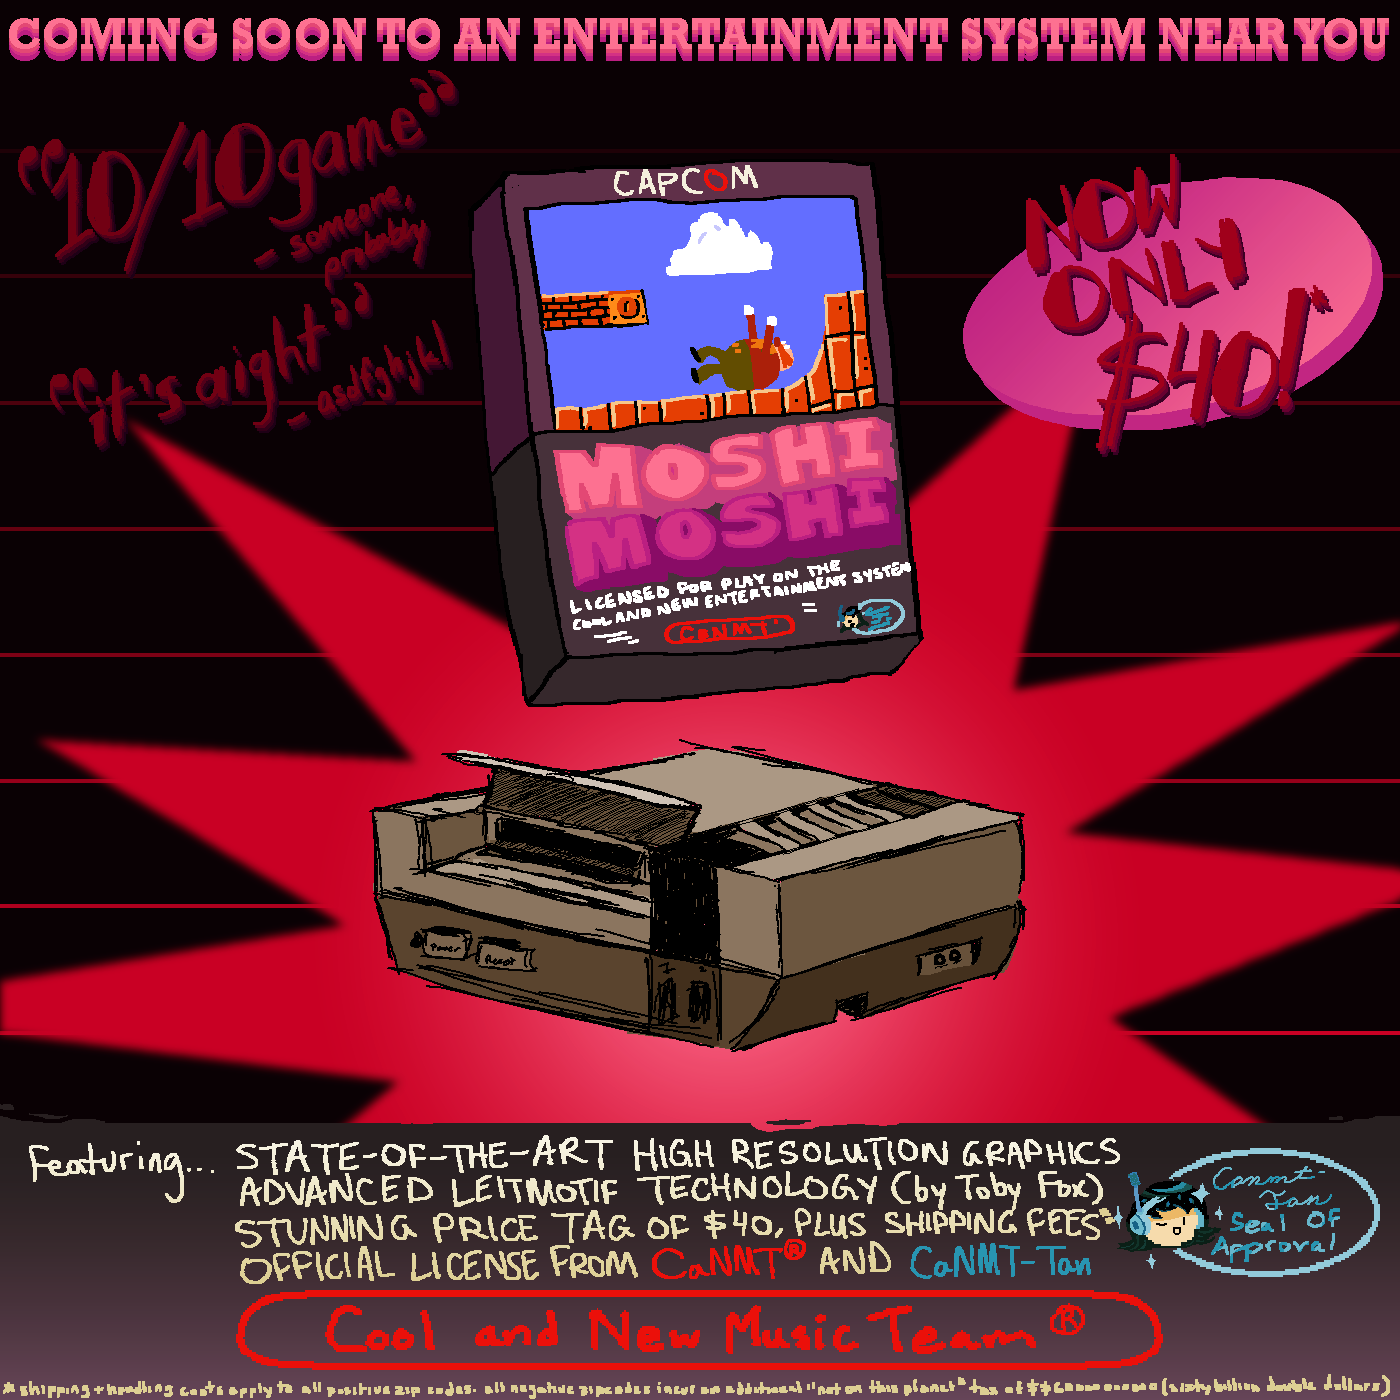 COMING SOON TO AN ENTERTAINMENT SYSTEM NEAR YOU
"10/10 game"
- someone,
probably
"it's aight"
- asdfghjkl
NOW
ONLY
$40!*
CAPCOM
MOSHI
MOSHI
LICENSED FOR PLAY ON THE
COOL AND NEW ENTERTAINMENT SYSTEM
CANMT
Power
Reset
Featuring...
STATE-OF-THE-ART HIGH RESOLUTION GRAPHICS
ADVANCED LEITMOTIF TECHNOLOGY (by Toby Fox)
STUNNING PRICE TAG OF $40, PLUS SHIPPING FEES*
OFFICIAL LICENSE FROM CaNMT® AND CaNMT-Tan
Canmt-
Tan
Seal OF
Approval
Cool and New Music Team®
* shipping + handling costs apply to all positive zip codes. all negative zipcodes incur an additional "not on this planet" tax of